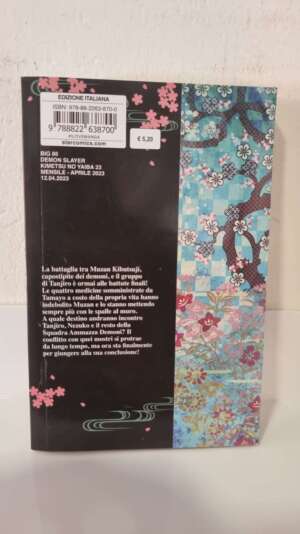 EDIZIONE ITALIANA
ISBN: 978-88-2263-870-0
9 788822 638700
#ILOVEMANGA
starcomics.com
€ 5,20
BIG 88
DEMON SLAYER
KIMETSU NO YAIBA 23
MENSILE - APRILE 2023
12.04.2023
La battaglia tra Muzan Kibutsuji,
capostipite dei demoni, e il gruppo
di Tanjiro è ormai alle battute finali!
Le quattro medicine somministrate da
Tamayo a costo della propria vita hanno
indebolito Muzan e lo stanno mettendo
sempre più con le spalle al muro.
A quale destino andranno incontro
Tanjiro, Nezuko e il resto della
Squadra Ammazza Demoni? Il
conflitto con quei mostri si protrae
da lungo tempo, ma ora sta finalmente
per giungere alla sua conclusione!